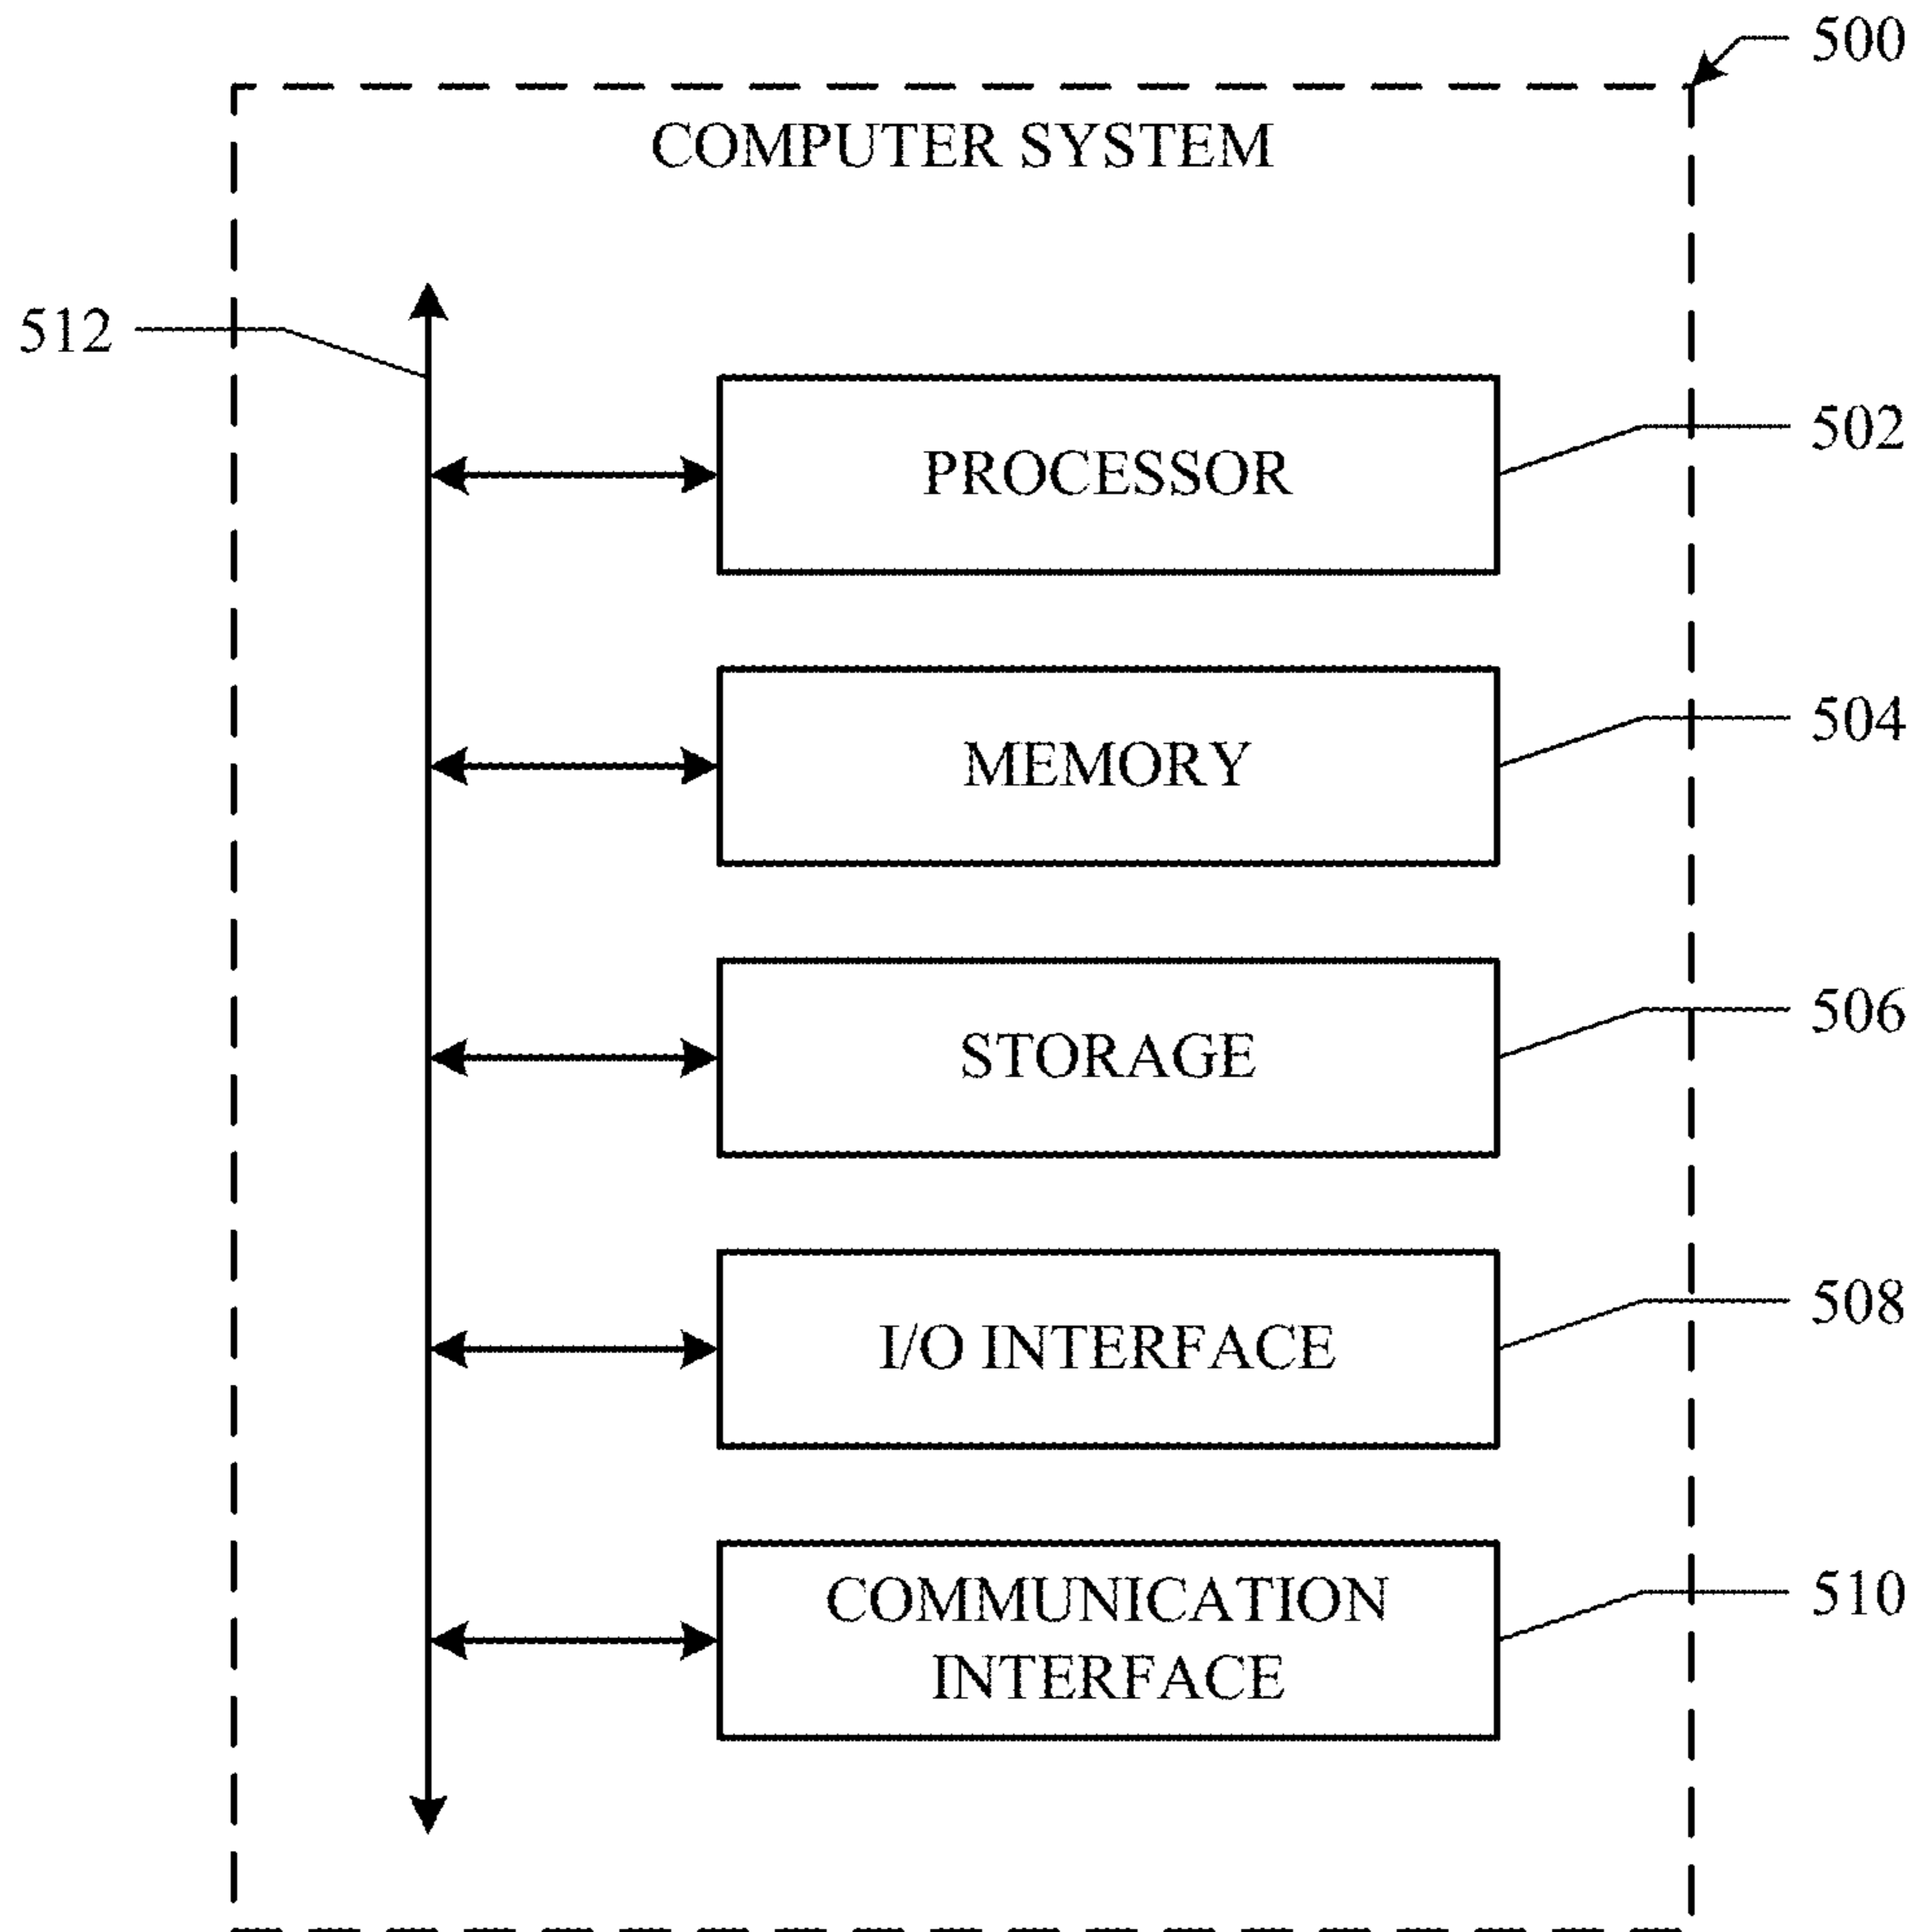 500
COMPUTER SYSTEM
512
PROCESSOR
502
MEMORY
504
STORAGE
506
I/O INTERFACE
508
COMMUNICATION
INTERFACE
510